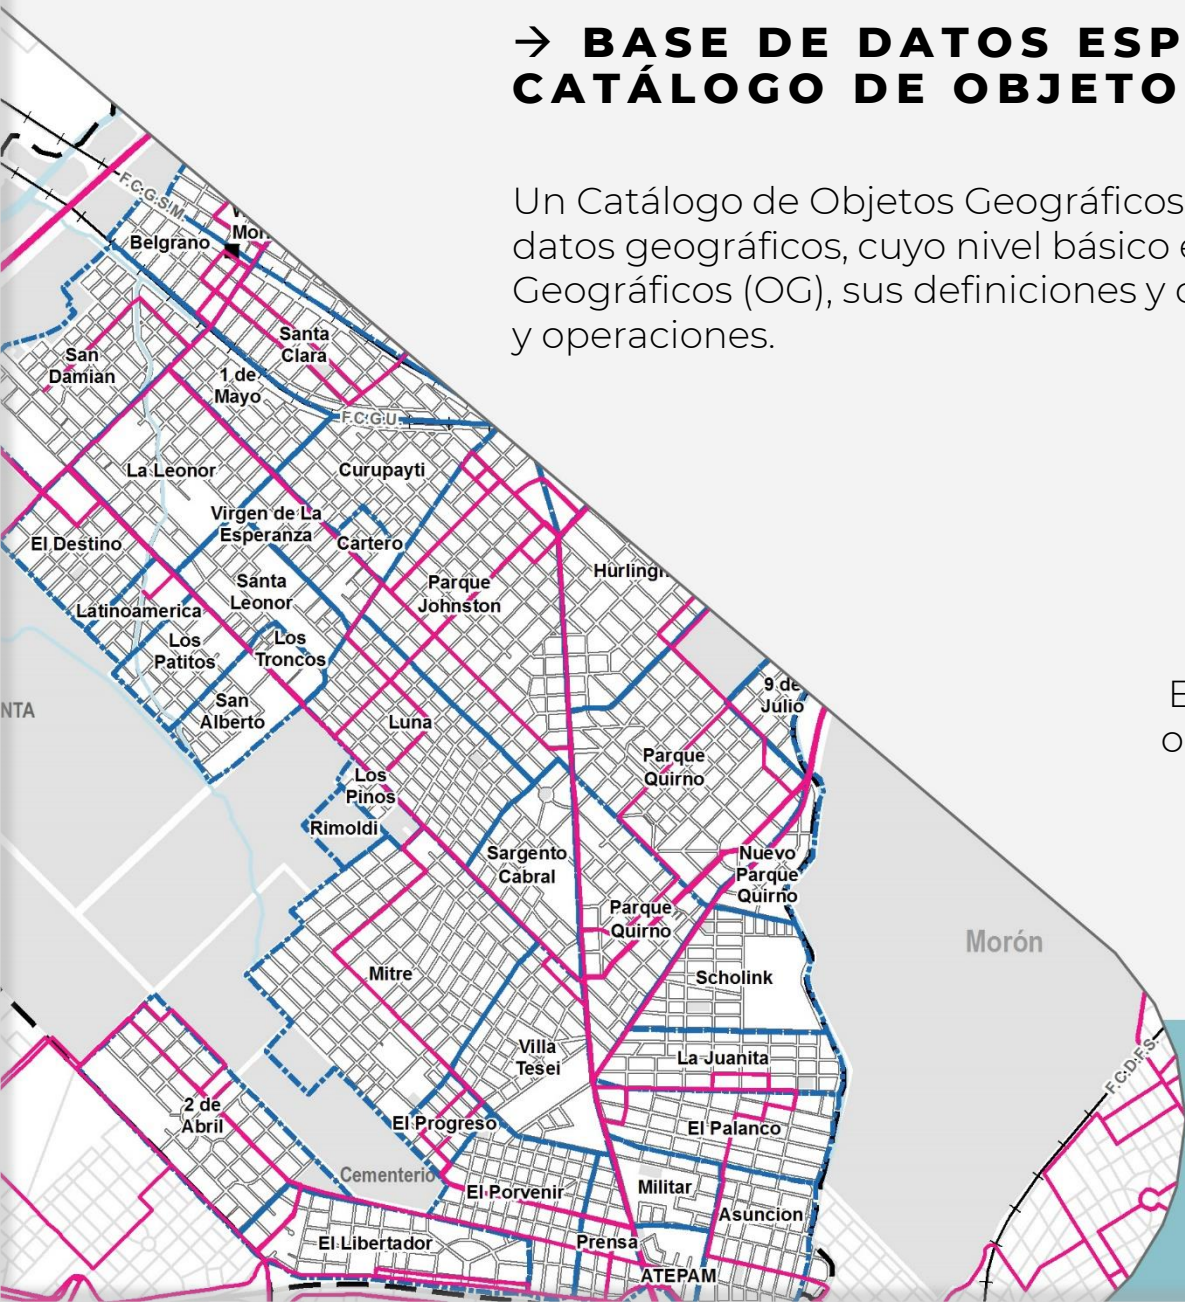 → BASE DE DATOS ESP
CATÁLOGO DE OBJETO
Un Catálogo de Objetos Geográficos
datos geográficos, cuyo nivel básico
Geográficos (OG), sus definiciones y
y operaciones.
F.C.G.S.M.
Belgrano
Mor
Santa
Clara
San
Damian
1 de
Mayo
F.C.G.U.
La Leonor
Curupayti
Virgen de La
Esperanza
El Destino
Cartero
Hurlingh
Parque
Johnston
Santa
Leonor
Latinoamerica
Los
Patitos
Los
Troncos
9 de
Julio
NTA
San
Alberto
Luna
E
o
Parque
Quirno
Los
Pinos
Rimoldi
Sargento
Cabral
Nuevo
Parque
Quirno
Parque
Quirno
Morón
Mitre
Scholink
Villa
Tesei
La Juanita
F.C.D.F.S.
2 de
Abril
El Progreso
El Palanco
Cementerio
El Porvenir
Militar
Asuncion
El Libertador
Prensa
ATEPAM